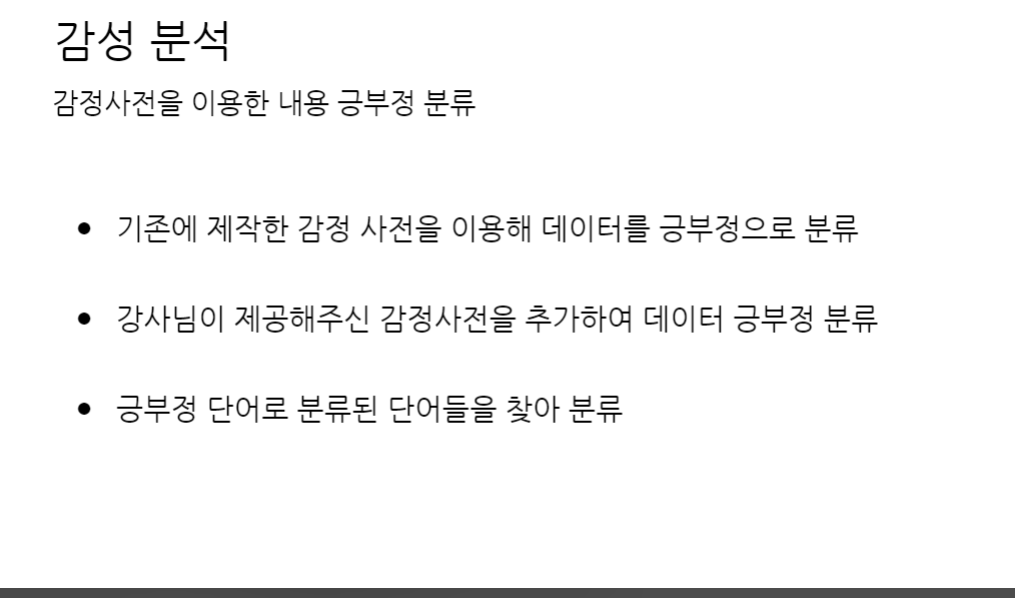 감성 분석
감정사전을 이용한 내용 긍부정 분류
● 기존에 제작한 감정 사전을 이용해 데이터를 긍부정으로 분류
● 강사님이 제공해주신 감정사전을 추가하여 데이터 긍부정 분류
● 긍부정 단어로 분류된 단어들을 찾아 분류